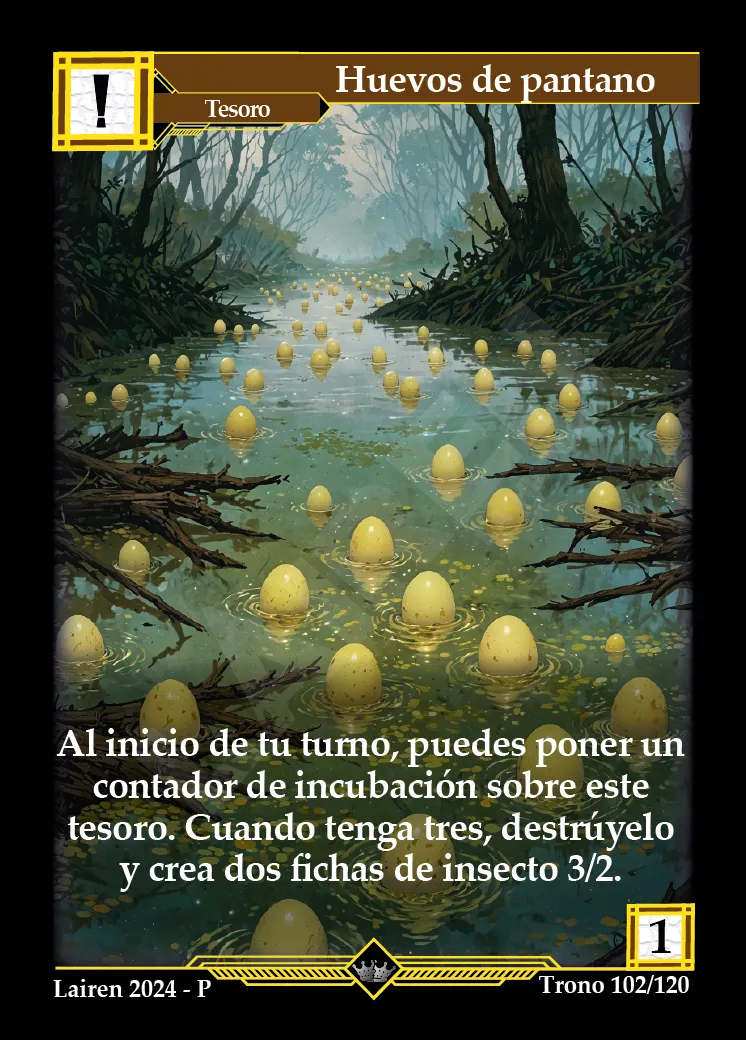 !
Huevos de pantano
Tesoro
Al inicio de tu turno, puedes poner un
contador de incubación sobre este
tesoro. Cuando tenga tres, destrúyelo
y crea dos fichas de insecto 3/2.
1
Lairen 2024 - P
Trono 102/120